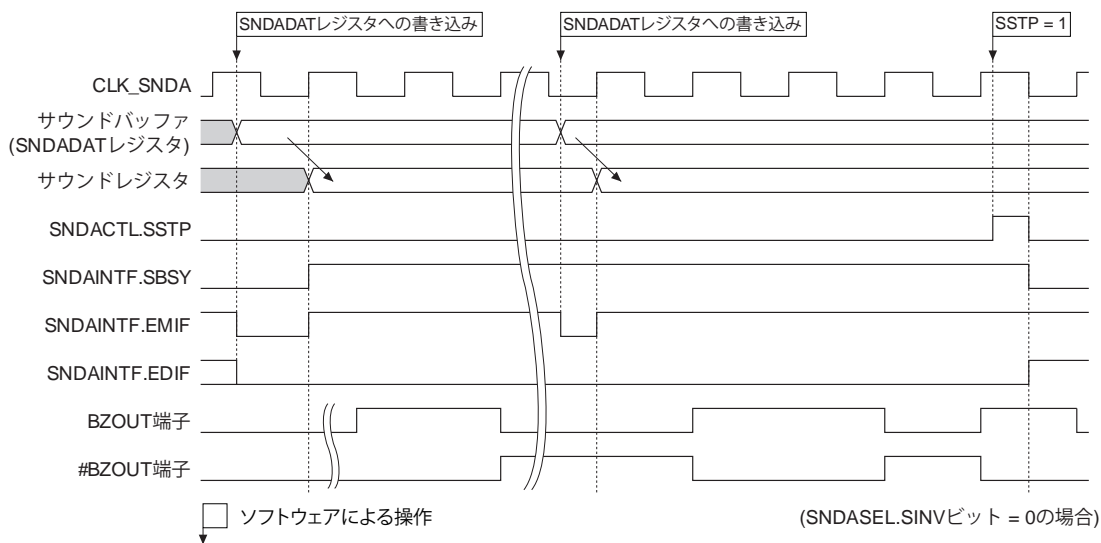 SNDADATレジスタへの書き込み
SNDADATレジスタへの書き込み
SSTP = 1
CLK_SNDA
サウンドバッファ
(SNDADATレジスタ)
サウンドレジスタ
SNDACTL.SSTP
SNDAINTF.SBSY
SNDAINTF.EMIF
SNDAINTF.EDIF
BZOUT端子
#BZOUT端子
ソフトウェアによる操作
(SNDASEL.SINVビット = 0の場合)